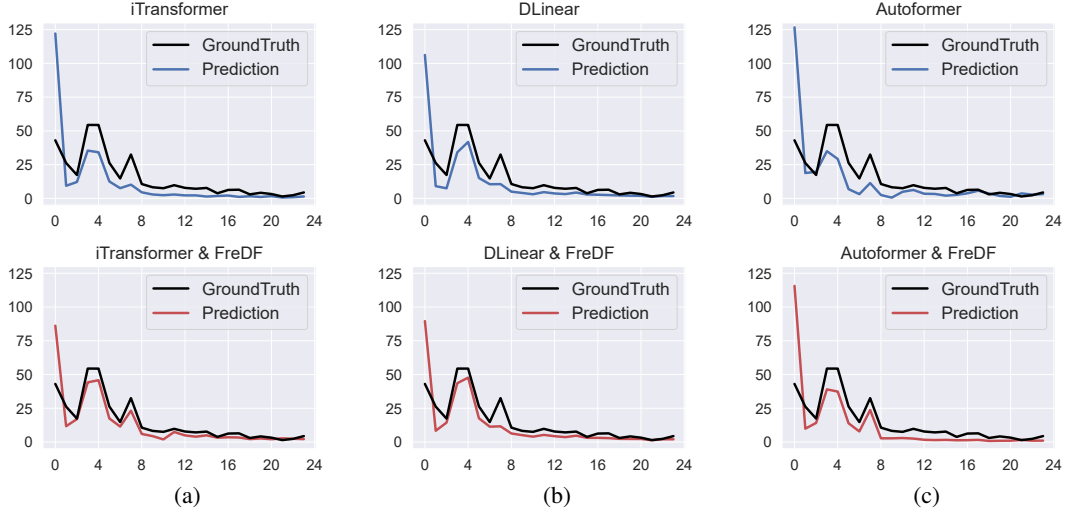 iTransformer
DLinear
Autoformer
125
100
75
50
25
0
GroundTruth
Prediction
0 4 8 12 16 20 24
125
100
75
50
25
0
GroundTruth
Prediction
0 4 8 12 16 20 24
125
100
75
50
25
0
GroundTruth
Prediction
0 4 8 12 16 20 24
iTransformer & FreDF
DLinear & FreDF
Autoformer & FreDF
125
100
75
50
25
0
GroundTruth
Prediction
0 4 8 12 16 20 24
125
100
75
50
25
0
GroundTruth
Prediction
0 4 8 12 16 20 24
125
100
75
50
25
0
GroundTruth
Prediction
0 4 8 12 16 20 24
(a)
(b)
(c)